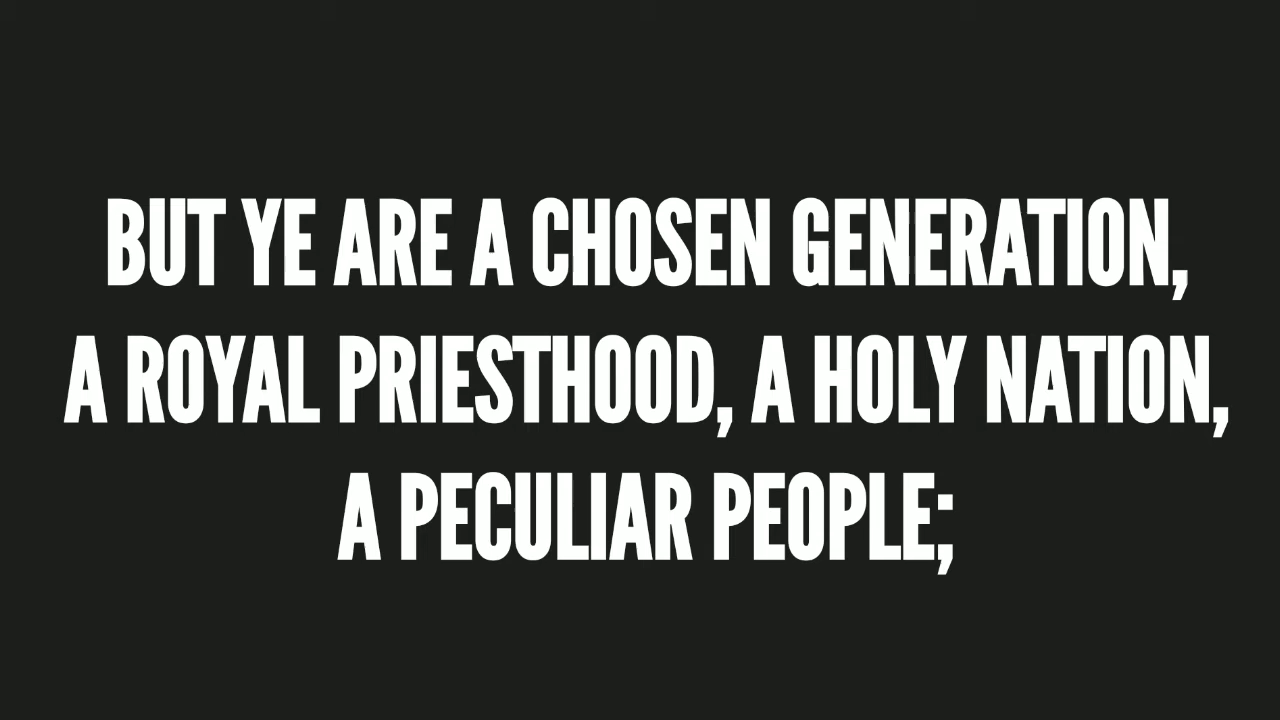 BUT YE ARE A CHOSEN GENERATION,
A ROYAL PRIESTHOOD, A HOLY NATION,
A PECULIAR PEOPLE;